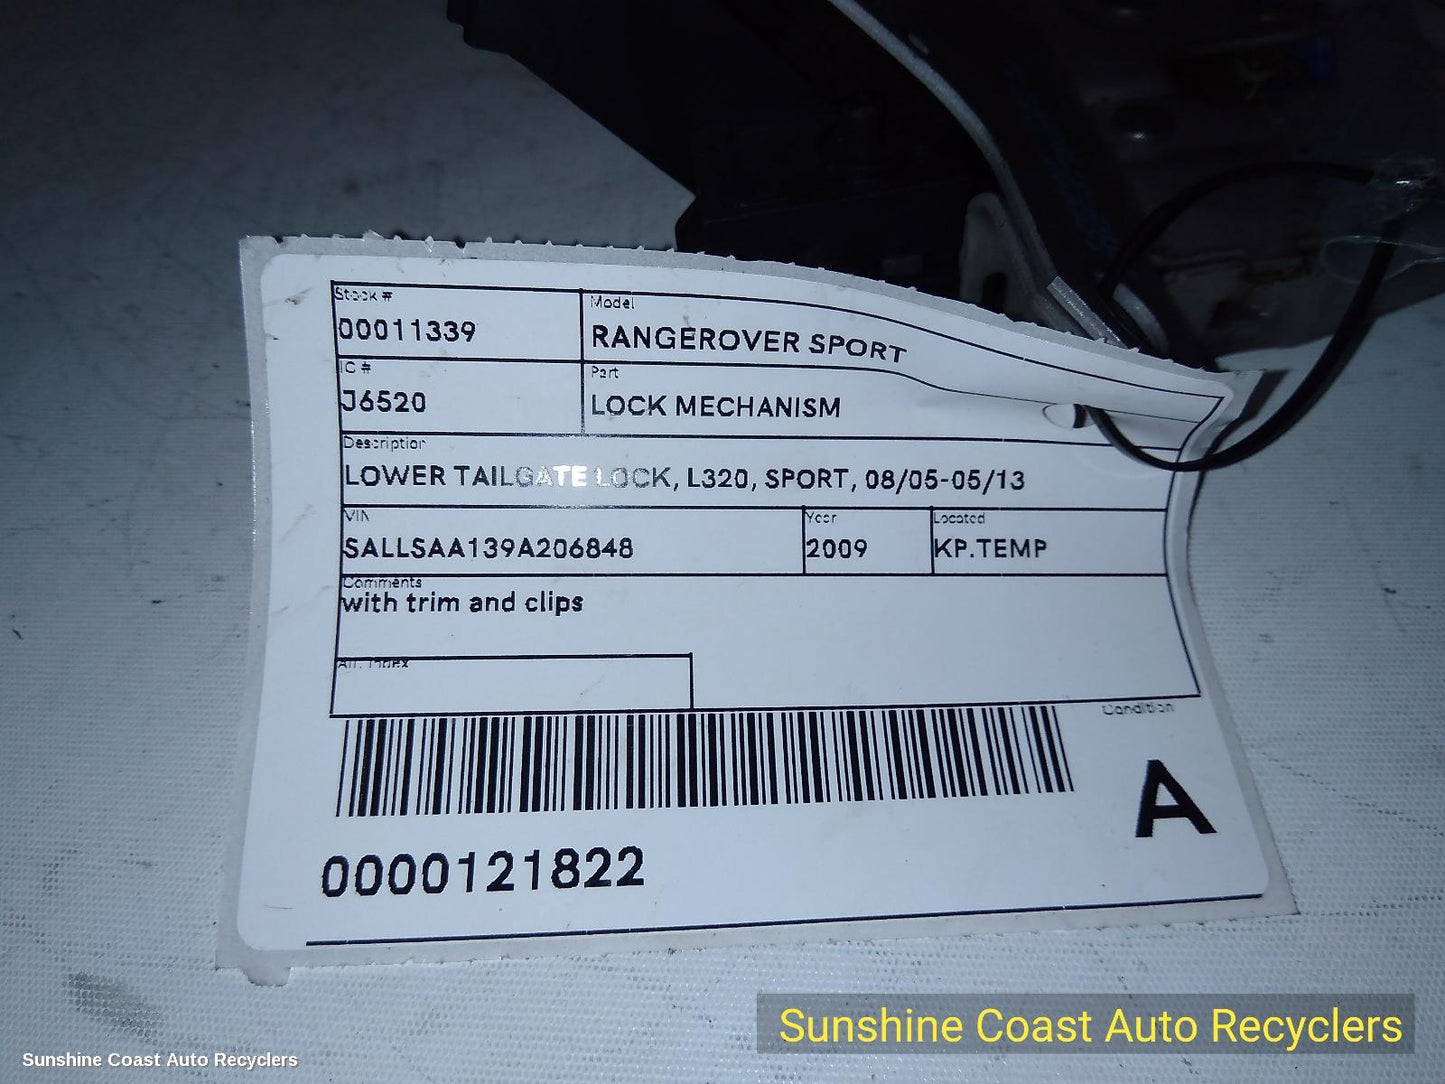 Stock #
00011339
Model
RANGEROVER SPORT
IC #
J6520
Part
LOCK MECHANISM
Description
LOWER TAILGATE LOCK, L320, SPORT, 08/05-05/13
VIN
SALLSAA139A206848
Year
2009
Located
KP.TEMP
Comments
with trim and clips
Alt. Index
Condition
A
0000121822
Sunshine Coast Auto Recyclers
Sunshine Coast Auto Recyclers